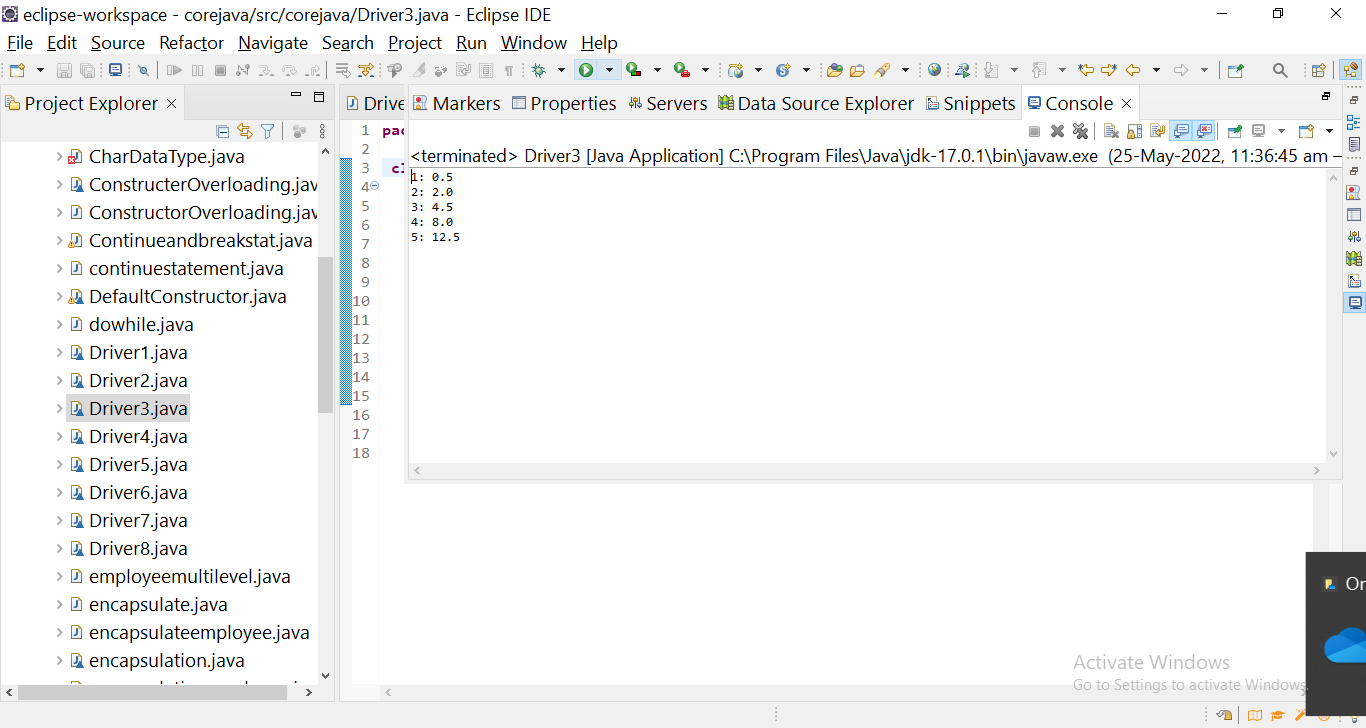 eclipse-workspace - corejava/src/corejava/Driver3.java - Eclipse IDE
File Edit Source Refactor Navigate Search Project Run Window Help
Project Explorer
CharDataType.java
ConstructerOverloading.jav
ConstructorOverloading.jav
Continueandbreakstat.java
continuestatement.java
DefaultConstructor.java
dowhile.java
Driver1.java
Driver2.java
Driver3.java
Driver4.java
Driver5.java
Driver6.java
Driver7.java
Driver8.java
employeemultilevel.java
encapsulate.java
encapsulateemployee.java
encapsulation.java
Drive
1 pac
2
3 cl
4
5
6
7
8
9
10
11
12
13
14
15
16
17
18
Markers Properties Servers Data Source Explorer Snippets Console
<terminated> Driver3 [Java Application] C:\Program Files\Java\jdk-17.0.1\bin\javaw.exe (25-May-2022, 11:36:45 am –
1: 0.5
2: 2.0
3: 4.5
4: 8.0
5: 12.5
On
Activate Windows
Go to Settings to activate Windows